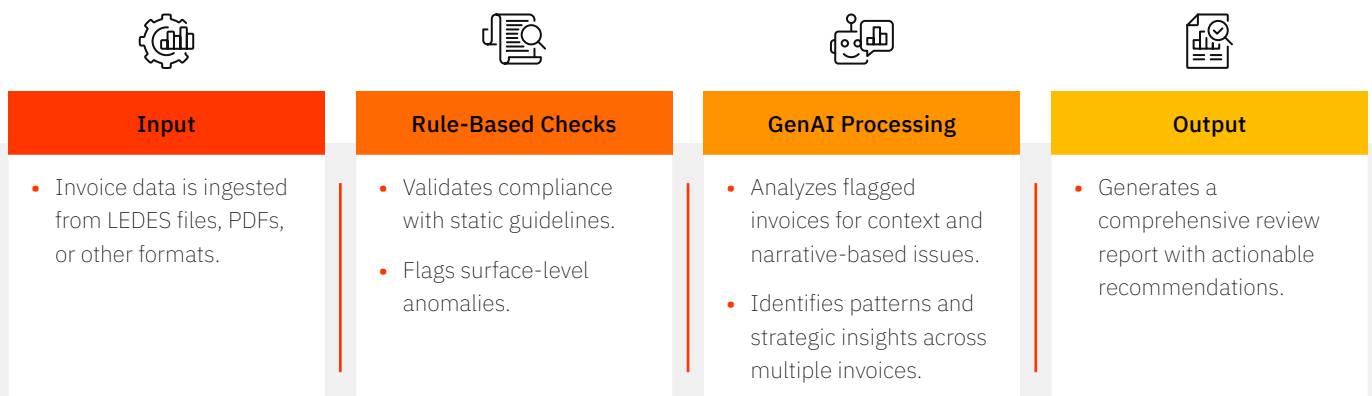 Input
• Invoice data is ingested
from LEDES files, PDFs,
or other formats.
Rule-Based Checks
• Validates compliance
with static guidelines.
• Flags surface-level
anomalies.
GenAI Processing
• Analyzes flagged
invoices for context and
narrative-based issues.
• Identifies patterns and
strategic insights across
multiple invoices.
Output
• Generates a
comprehensive review
report with actionable
recommendations.